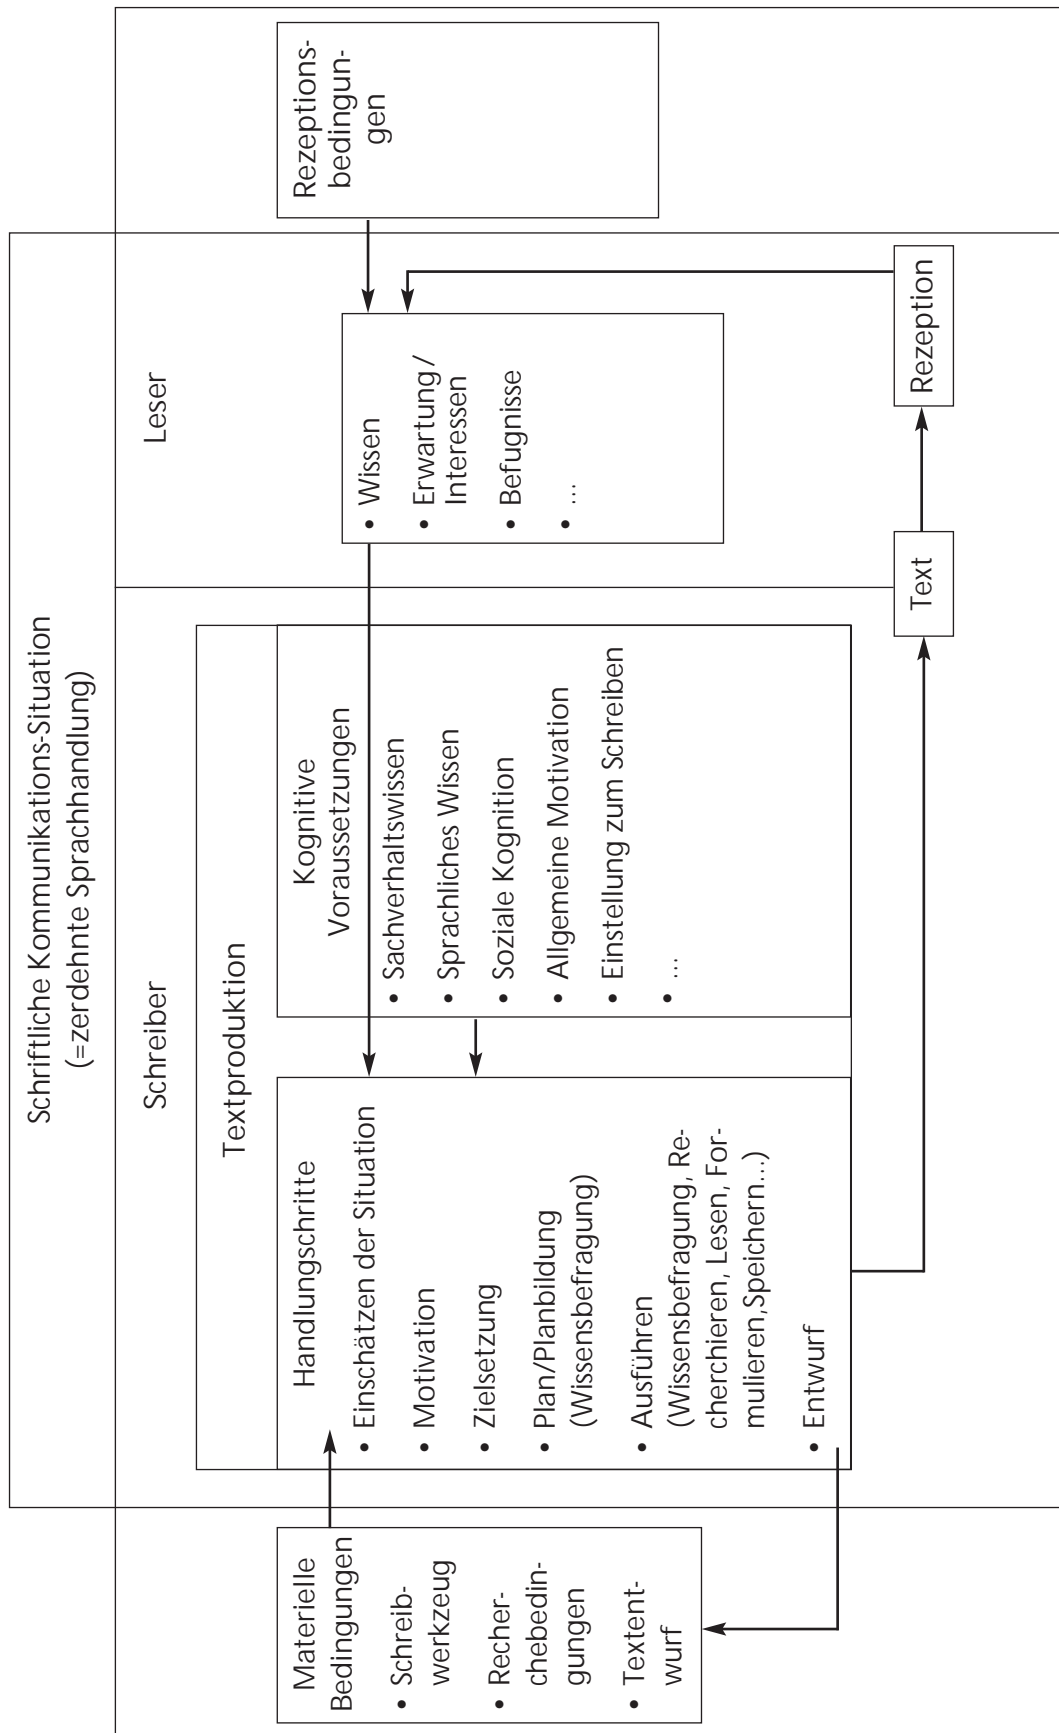 Schriftliche Kommunikations-Situation
(=zerdehnte Sprachhandlung)
Schreiber
Leser
Textproduktion
Materielle
Bedingungen
• Schreib-
werkzeug
• Recher-
chebedin-
gungen
• Textent-
wurf
Handlungschritte
• Einschätzen der Situation
• Motivation
• Zielsetzung
• Plan/Planbildung
(Wissensbefragung)
• Ausführen
(Wissensbefragung, Re-
cherchieren, Lesen, For-
mulieren,Speichern...)
• Entwurf
Kognitive
Voraussetzungen
• Sachverhaltswissen
• Sprachliches Wissen
• Soziale Kognition
• Allgemeine Motivation
• Einstellung zum Schreiben
• ...
• Wissen
• Erwartung/
Interessen
• Befugnisse
• ...
Rezeptions-
bedingun-
gen
Text
Rezeption